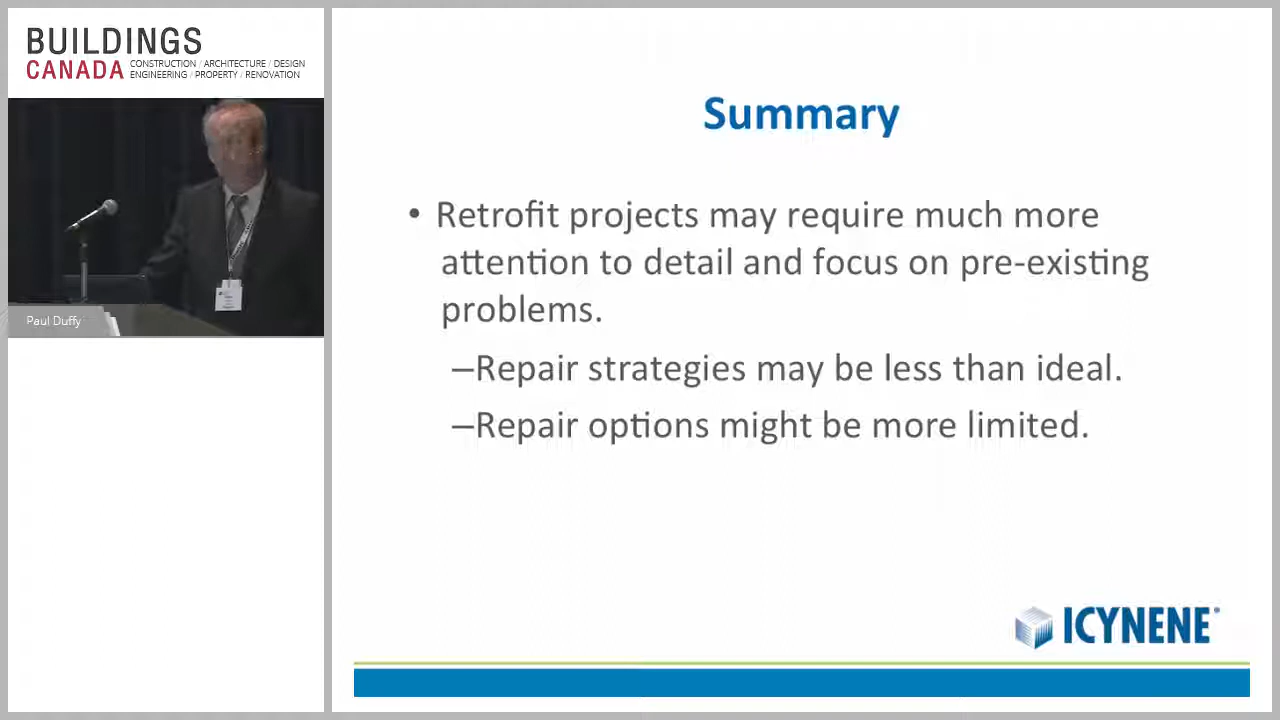 BUILDINGS
CANADA CONSTRUCTION / ARCHITECTURE / DESIGN
ENGINEERING / PROPERTY / RENOVATION
Paul Duffy
Summary
• Retrofit projects may require much more
attention to detail and focus on pre-existing
problems.
–Repair strategies may be less than ideal.
–Repair options might be more limited.
ICYNENE®